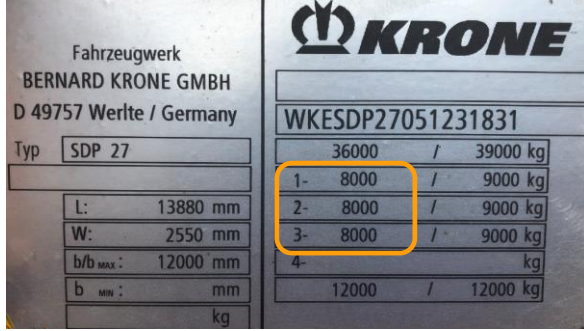 Fahrzeugwerk
BERNARD KRONE GMBH
D 49757 Werlte / Germany
Typ SDP 27
L: 13880 mm
W: 2550 mm
b/b MAX : 12000 mm
b MIN : mm
kg
KRONE
WKESDP27051231831
36000 / 39000 kg
1- 8000 / 9000 kg
2- 8000 / 9000 kg
3- 8000 / 9000 kg
4- kg
12000 / 12000 kg